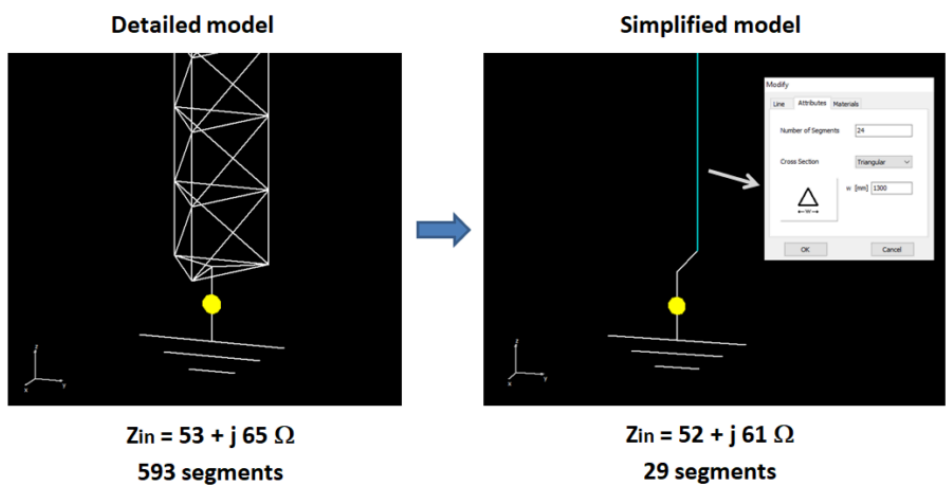 Detailed model
Simplified model
Modify
Line Attributes Materials
Number of Segments 24
Cross Section Triangular
w [mm] 1300
w
OK Cancel
z
x y
z
x y
Zin = 53 + j 65 Ω
593 segments
Zin = 52 + j 61 Ω
29 segments